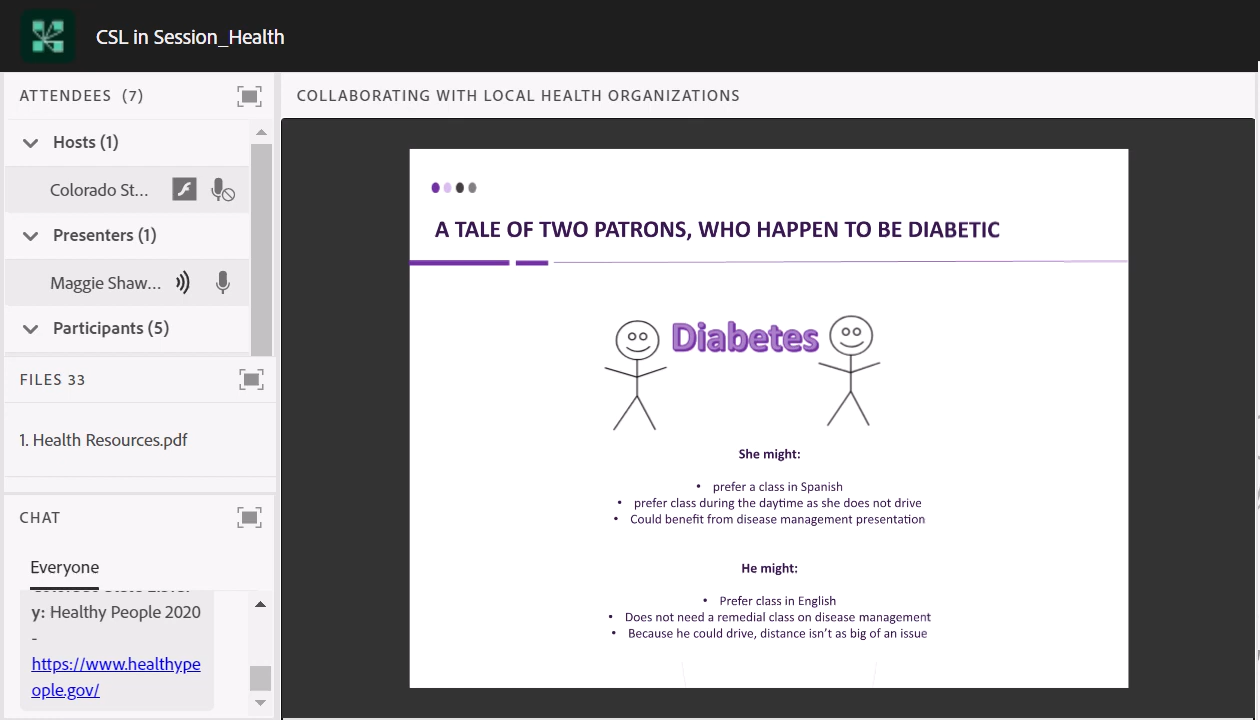 CSL in Session_Health
ATTENDEES (7)
Hosts (1)
Colorado St...
Presenters (1)
Maggie Shaw...
Participants (5)
FILES 33
1. Health Resources.pdf
CHAT
Everyone
y: Healthy People 2020
-
https://www.healthype
ople.gov/
COLLABORATING WITH LOCAL HEALTH ORGANIZATIONS
A TALE OF TWO PATRONS, WHO HAPPEN TO BE DIABETIC
Diabetes
She might:
• prefer a class in Spanish
• prefer class during the daytime as she does not drive
• Could benefit from disease management presentation
He might:
• Prefer class in English
• Does not need a remedial class on disease management
• Because he could drive, distance isn't as big of an issue